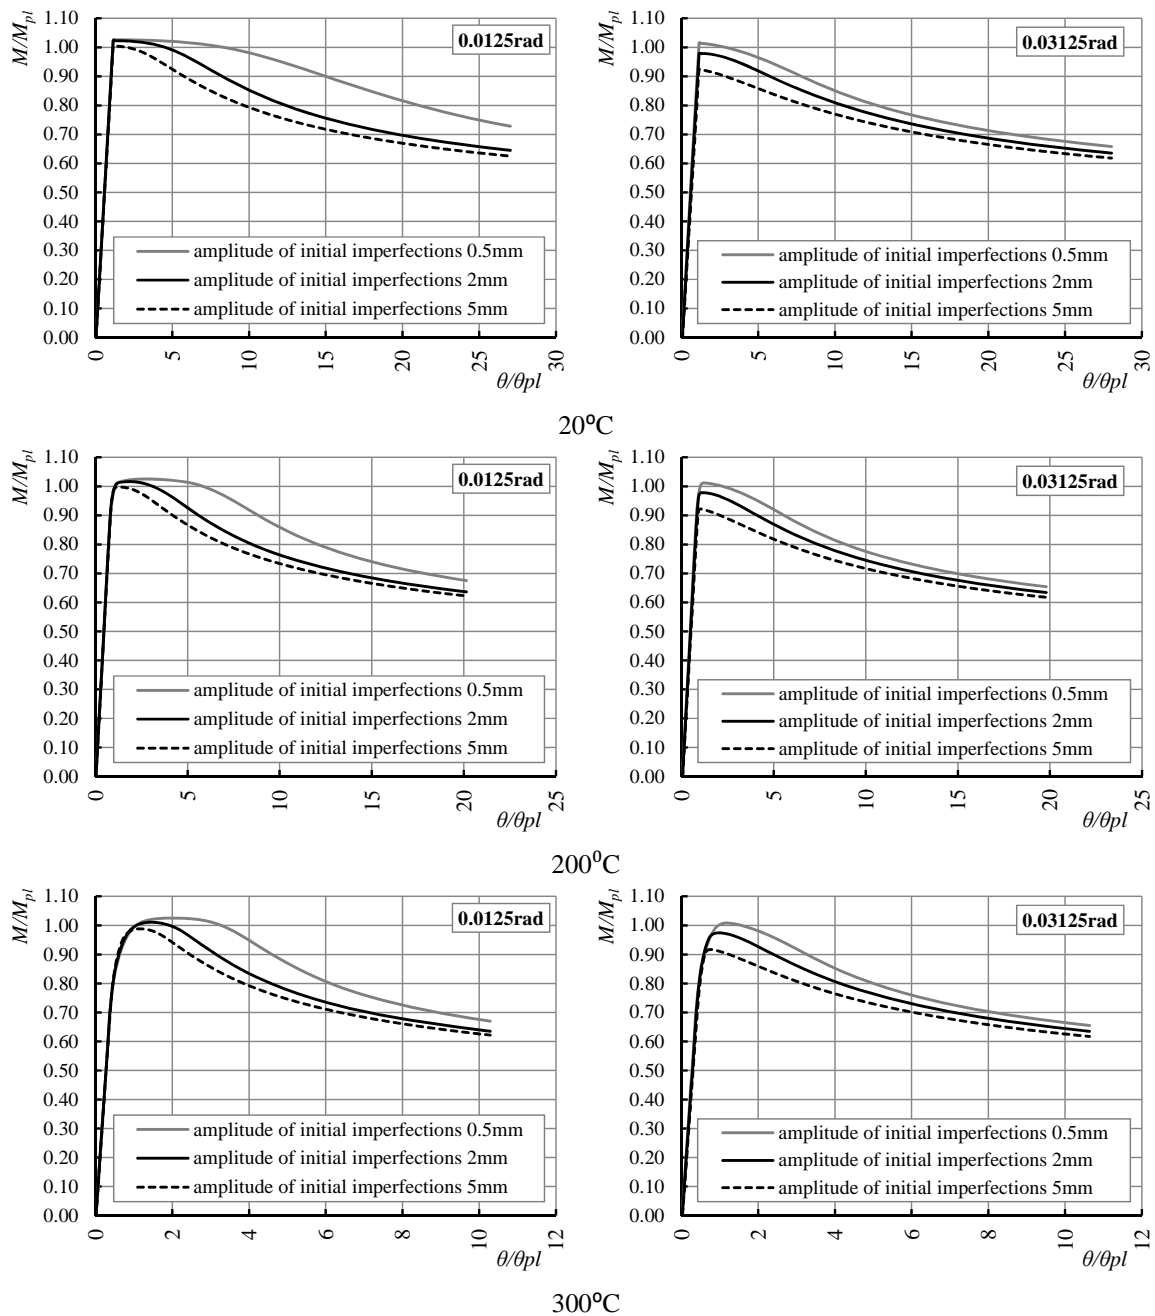 M/Mpl
1.10
1.00
0.90
0.80
0.70
0.60
0.50
0.40
0.30
0.20
0.10
0.00
0.0125rad
amplitude of initial imperfections 0.5mm
amplitude of initial imperfections 2mm
amplitude of initial imperfections 5mm
0 5 10 15 20 25 30
θ/θpl
M/Mpl
1.10
1.00
0.90
0.80
0.70
0.60
0.50
0.40
0.30
0.20
0.10
0.00
0.03125rad
amplitude of initial imperfections 0.5mm
amplitude of initial imperfections 2mm
amplitude of initial imperfections 5mm
0 5 10 15 20 25 30
θ/θpl
20ºC
M/Mpl
1.10
1.00
0.90
0.80
0.70
0.60
0.50
0.40
0.30
0.20
0.10
0.00
0.0125rad
amplitude of initial imperfections 0.5mm
amplitude of initial imperfections 2mm
amplitude of initial imperfections 5mm
0 5 10 15 20 25
θ/θpl
M/Mpl
1.10
1.00
0.90
0.80
0.70
0.60
0.50
0.40
0.30
0.20
0.10
0.00
0.03125rad
amplitude of initial imperfections 0.5mm
amplitude of initial imperfections 2mm
amplitude of initial imperfections 5mm
0 5 10 15 20 25
θ/θpl
200⁰C
M/Mpl
1.10
1.00
0.90
0.80
0.70
0.60
0.50
0.40
0.30
0.20
0.10
0.00
0.0125rad
amplitude of initial imperfections 0.5mm
amplitude of initial imperfections 2mm
amplitude of initial imperfections 5mm
0 2 4 6 8 10 12
θ/θpl
M/Mpl
1.10
1.00
0.90
0.80
0.70
0.60
0.50
0.40
0.30
0.20
0.10
0.00
0.03125rad
amplitude of initial imperfections 0.5mm
amplitude of initial imperfections 2mm
amplitude of initial imperfections 5mm
0 2 4 6 8 10 12
θ/θpl
300ºC